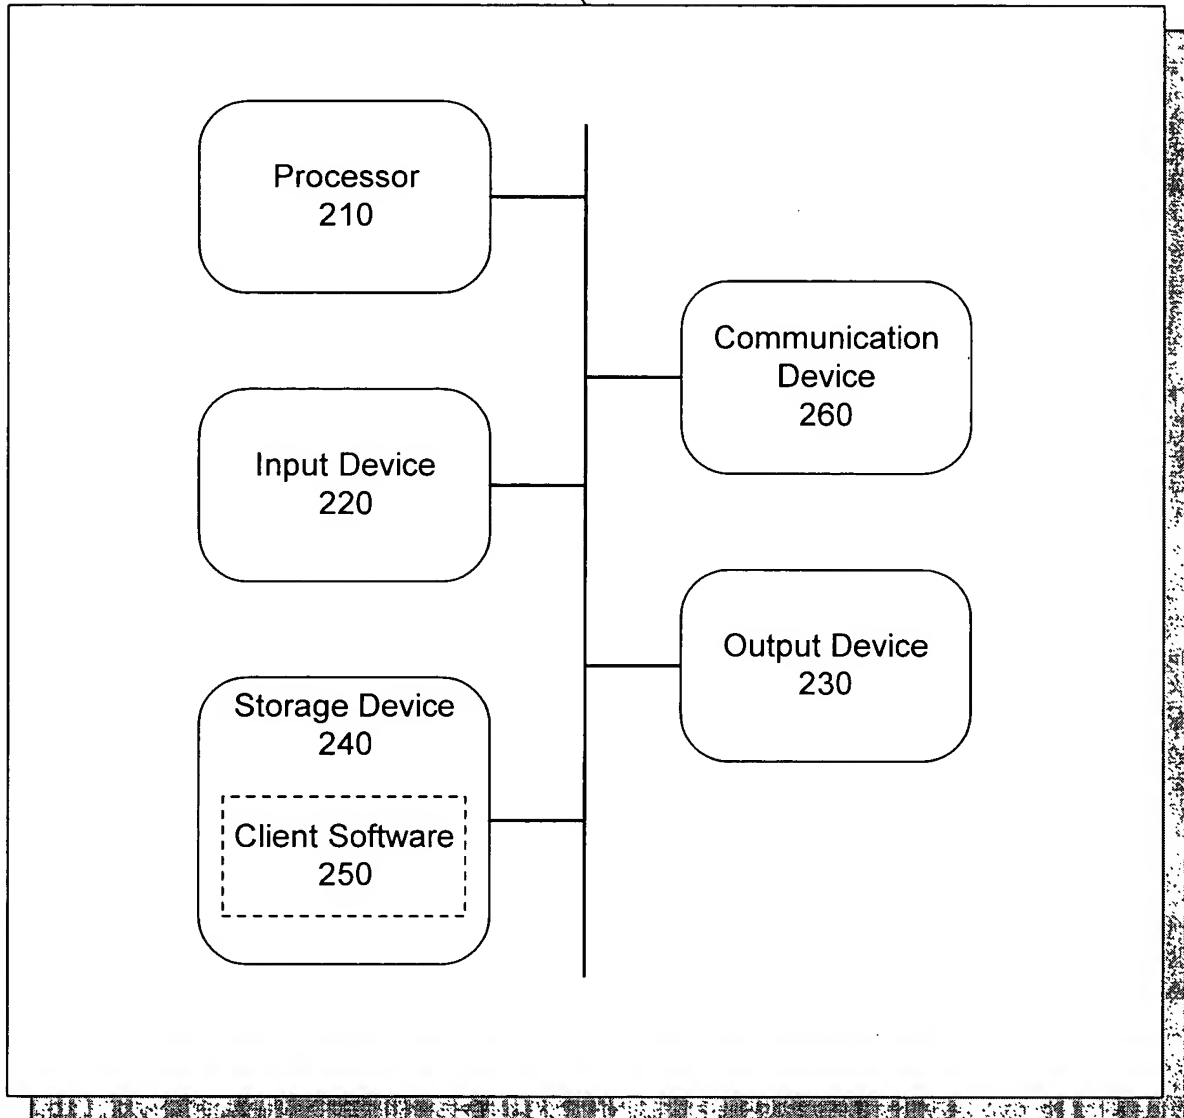 Processor
210
Communication
Device
260
Input Device
220
Output Device
230
Storage Device
240
Client Software
250